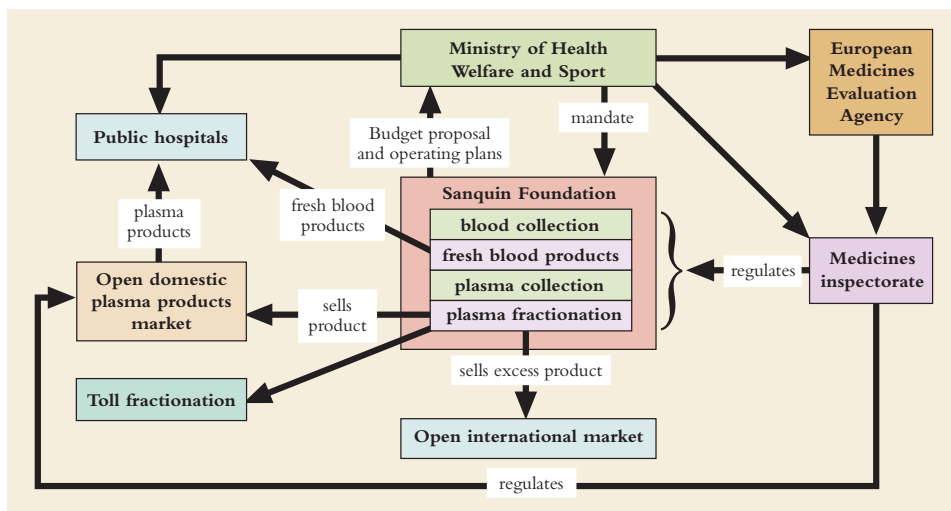 Ministry of Health
Welfare and Sport
European
Medicines
Evaluation
Agency
Public hospitals
Budget proposal
and operating plans
mandate
Sanquin Foundation
blood collection
fresh blood products
plasma collection
plasma fractionation
fresh blood
products
plasma
products
regulates
Medicines
inspectorate
Open domestic
plasma products
market
sells
product
sells excess product
Toll fractionation
Open international market
regulates